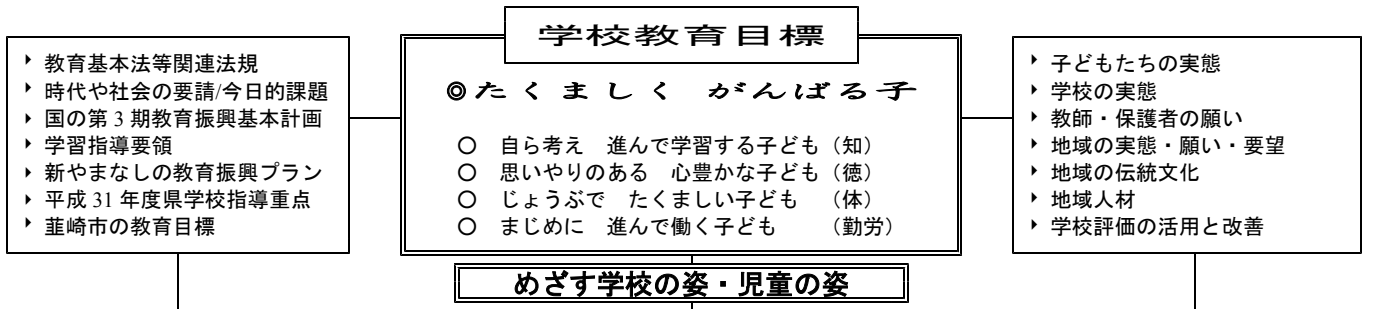 学校教育目標
‣ 教育基本法等関連法規
‣ 時代や社会の要請/今日的課題
‣ 国の第 3 期教育振興基本計画
‣ 学習指導要領
‣ 新やまなしの教育振興プラン
‣ 平成 31 年度県学校指導重点
‣ 韮崎市の教育目標
◎たくましく がんばる子
○ 自ら考え 進んで学習する子ども（知）
○ 思いやりのある 心豊かな子ども（徳）
○ じょうぶで たくましい子ども （体）
○ まじめに 進んで働く子ども （勤労）
‣ 子どもたちの実態
‣ 学校の実態
‣ 教師・保護者の願い
‣ 地域の実態・願い・要望
‣ 地域の伝統文化
‣ 地域人材
‣ 学校評価の活用と改善
めざす学校の姿・児童の姿